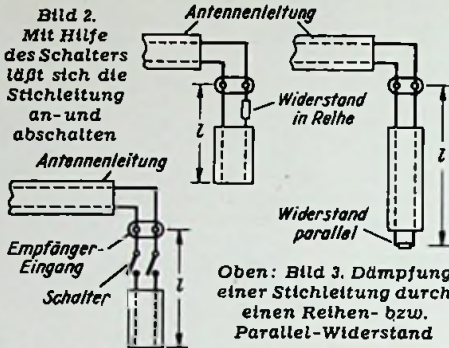 Bild 2.
Mit Hilfe
des Schalters
läßt sich die
Stichleitung
an- und
abschalten
Antennenleitung
Widerstand
in Reihe
l
l
Antennenleitung
Empfänger-
Eingang
Schalter
l
Widerstand
parallel
Oben: Bild 3. Dämpfung
einer Stichleitung durch
einen Reihen- bzw.
Parallel-Widerstand